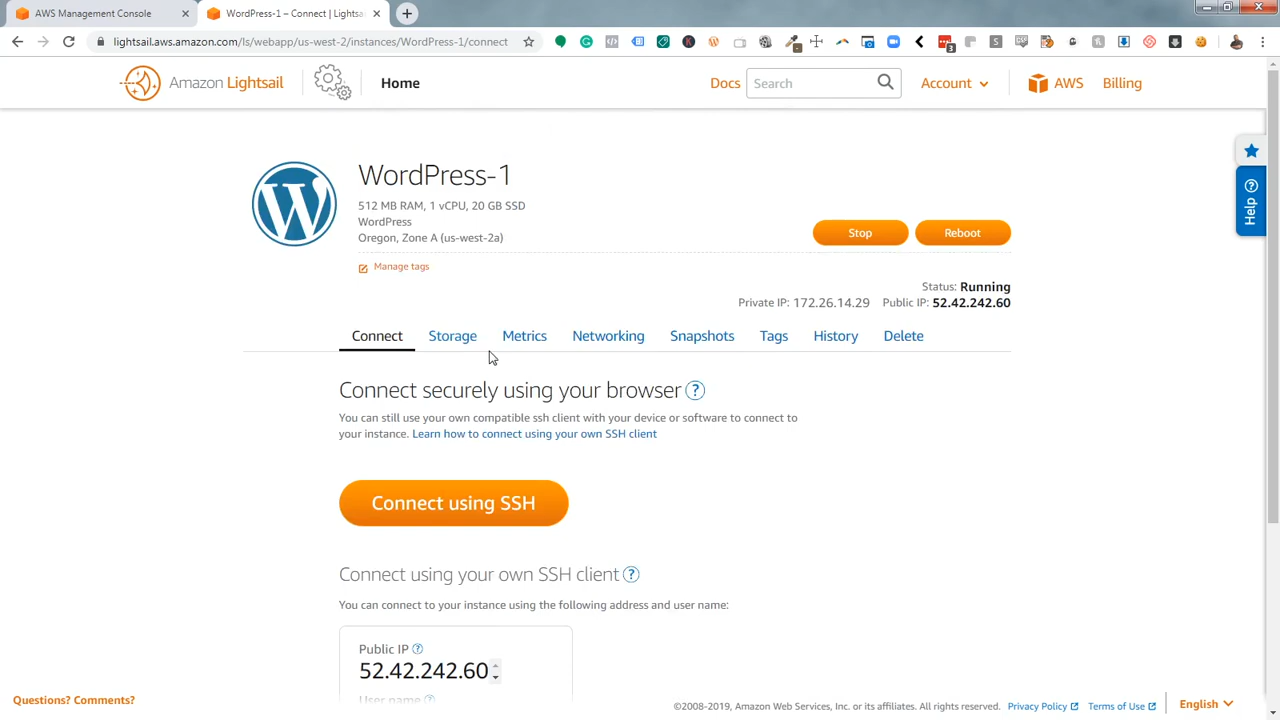 AWS Management Console
WordPress-1 – Connect | Lightsa
lightsail.aws.amazon.com/ls/webapp/us-west-2/instances/WordPress-1/connect
Amazon Lightsail
Home
Docs
Search
Account
AWS
Billing
Help
WordPress-1
512 MB RAM, 1 vCPU, 20 GB SSD
WordPress
Oregon, Zone A (us-west-2a)
Stop
Reboot
Manage tags
Status: Running
Private IP: 172.26.14.29 Public IP: 52.42.242.60
Connect Storage Metrics Networking Snapshots Tags History Delete
Connect securely using your browser ?
You can still use your own compatible ssh client with your device or software to connect to
your instance. Learn how to connect using your own SSH client
Connect using SSH
Connect using your own SSH client ?
You can connect to your instance using the following address and user name:
Public IP ?
52.42.242.60
User name ?
Questions? Comments?
©2008-2019, Amazon Web Services, Inc. or its affiliates. All rights reserved. Privacy Policy Terms of Use
English